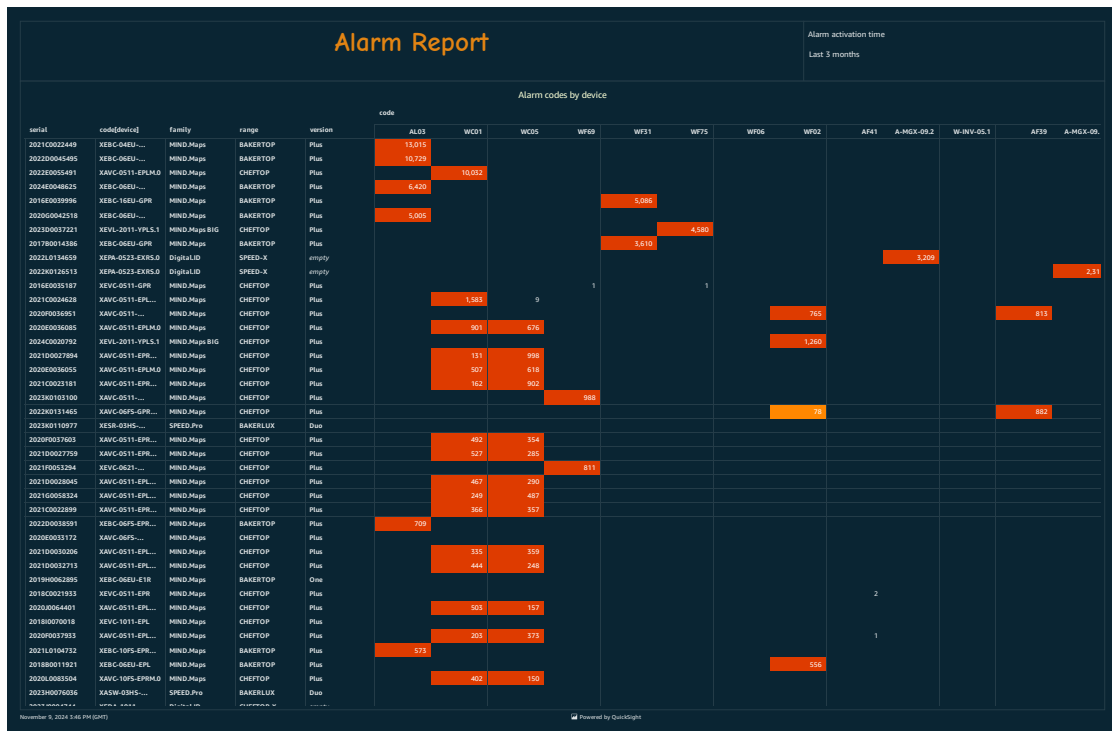 Alarm Report
Alarm activation time
Last 3 months
Alarm codes by device
code
serial code[device] family range version AL03 WC01 WC05 WF69 WF31 WF75 WF06 WF02 AF41 A-MGX-09.2 W-INV-05.1 AF39 A-MGX-09.
2021C0022449 XEBC-04EU-... MIND.Maps BAKERTOP Plus 13,015
2022D0045495 XEBC-06EU-... MIND.Maps BAKERTOP Plus 10,729
2022E0055491 XAVC-0511-EPLM.0 MIND.Maps CHEFTOP Plus 10,032
2024E0048625 XEBC-06EU-... MIND.Maps BAKERTOP Plus 6,420
2016E0039996 XEBC-16EU-GPR MIND.Maps BAKERTOP Plus 5,086
2020G0042518 XEBC-06EU-... MIND.Maps BAKERTOP Plus 5,005
2023D0037221 XEVL-2011-YPLS.1 MIND.Maps BIG CHEFTOP Plus 4,580
2017B0014386 XEBC-06EU-GPR MIND.Maps BAKERTOP Plus 3,610
2022L0134659 XEPA-0523-EXRS.0 Digital.ID SPEED-X empty 3,209
2022K0126513 XEPA-0523-EXRS.0 Digital.ID SPEED-X empty 2,31
2016E0035187 XEVC-0511-GPR MIND.Maps CHEFTOP Plus 1 1
2021C0024628 XAVC-0511-EPL... MIND.Maps CHEFTOP Plus 1,583 9
2020F0036951 XAVC-0511-... MIND.Maps CHEFTOP Plus 765 813
2020E0036085 XAVC-0511-EPLM.0 MIND.Maps CHEFTOP Plus 901 676
2024C0020792 XEVL-2011-YPLS.1 MIND.Maps BIG CHEFTOP Plus 1,260
2021D0027894 XAVC-0511-EPR... MIND.Maps CHEFTOP Plus 131 998
2020E0036055 XAVC-0511-EPLM.0 MIND.Maps CHEFTOP Plus 507 618
2021C0023181 XAVC-0511-EPR... MIND.Maps CHEFTOP Plus 162 902
2023K0103100 XAVC-0511-... MIND.Maps CHEFTOP Plus 988
2022K0131465 XAVC-06FS-GPR... MIND.Maps CHEFTOP Plus 78 882
2023K0110977 XESR-03HS-... SPEED.Pro BAKERLUX Duo
2020F0037603 XAVC-0511-EPR... MIND.Maps CHEFTOP Plus 492 354
2021D0027759 XAVC-0511-EPR... MIND.Maps CHEFTOP Plus 527 285
2021F0053294 XEVC-0621-... MIND.Maps CHEFTOP Plus 811
2021D0028045 XAVC-0511-EPL... MIND.Maps CHEFTOP Plus 467 290
2021G0058324 XAVC-0511-EPL... MIND.Maps CHEFTOP Plus 249 487
2021C0022899 XAVC-0511-EPR... MIND.Maps CHEFTOP Plus 366 357
2022D0038591 XEBC-06FS-EPR... MIND.Maps BAKERTOP Plus 709
2020E0033172 XAVC-06FS-... MIND.Maps CHEFTOP Plus
2021D0030206 XAVC-0511-EPL... MIND.Maps CHEFTOP Plus 335 359
2021D0032713 XAVC-0511-EPL... MIND.Maps CHEFTOP Plus 444 248
2019H0062895 XEBC-06EU-E1R MIND.Maps BAKERTOP One
2018C0021933 XEVC-0511-EPR MIND.Maps CHEFTOP Plus 2
2020J0064401 XAVC-0511-EPL... MIND.Maps CHEFTOP Plus 503 157
2018I0070018 XEVC-1011-EPL MIND.Maps CHEFTOP Plus
2020F0037933 XAVC-0511-EPL... MIND.Maps CHEFTOP Plus 203 373 1
2021L0104732 XEBC-10FS-EPR... MIND.Maps BAKERTOP Plus 573
2018B0011921 XEBC-06EU-EPL MIND.Maps BAKERTOP Plus 556
2020L0083504 XAVC-10FS-EPRM.0 MIND.Maps CHEFTOP Plus 402 150
2023H0076036 XASW-03HS-... SPEED.Pro BAKERLUX Duo
November 9, 2024 3:46 PM (GMT)
Powered by QuickSight